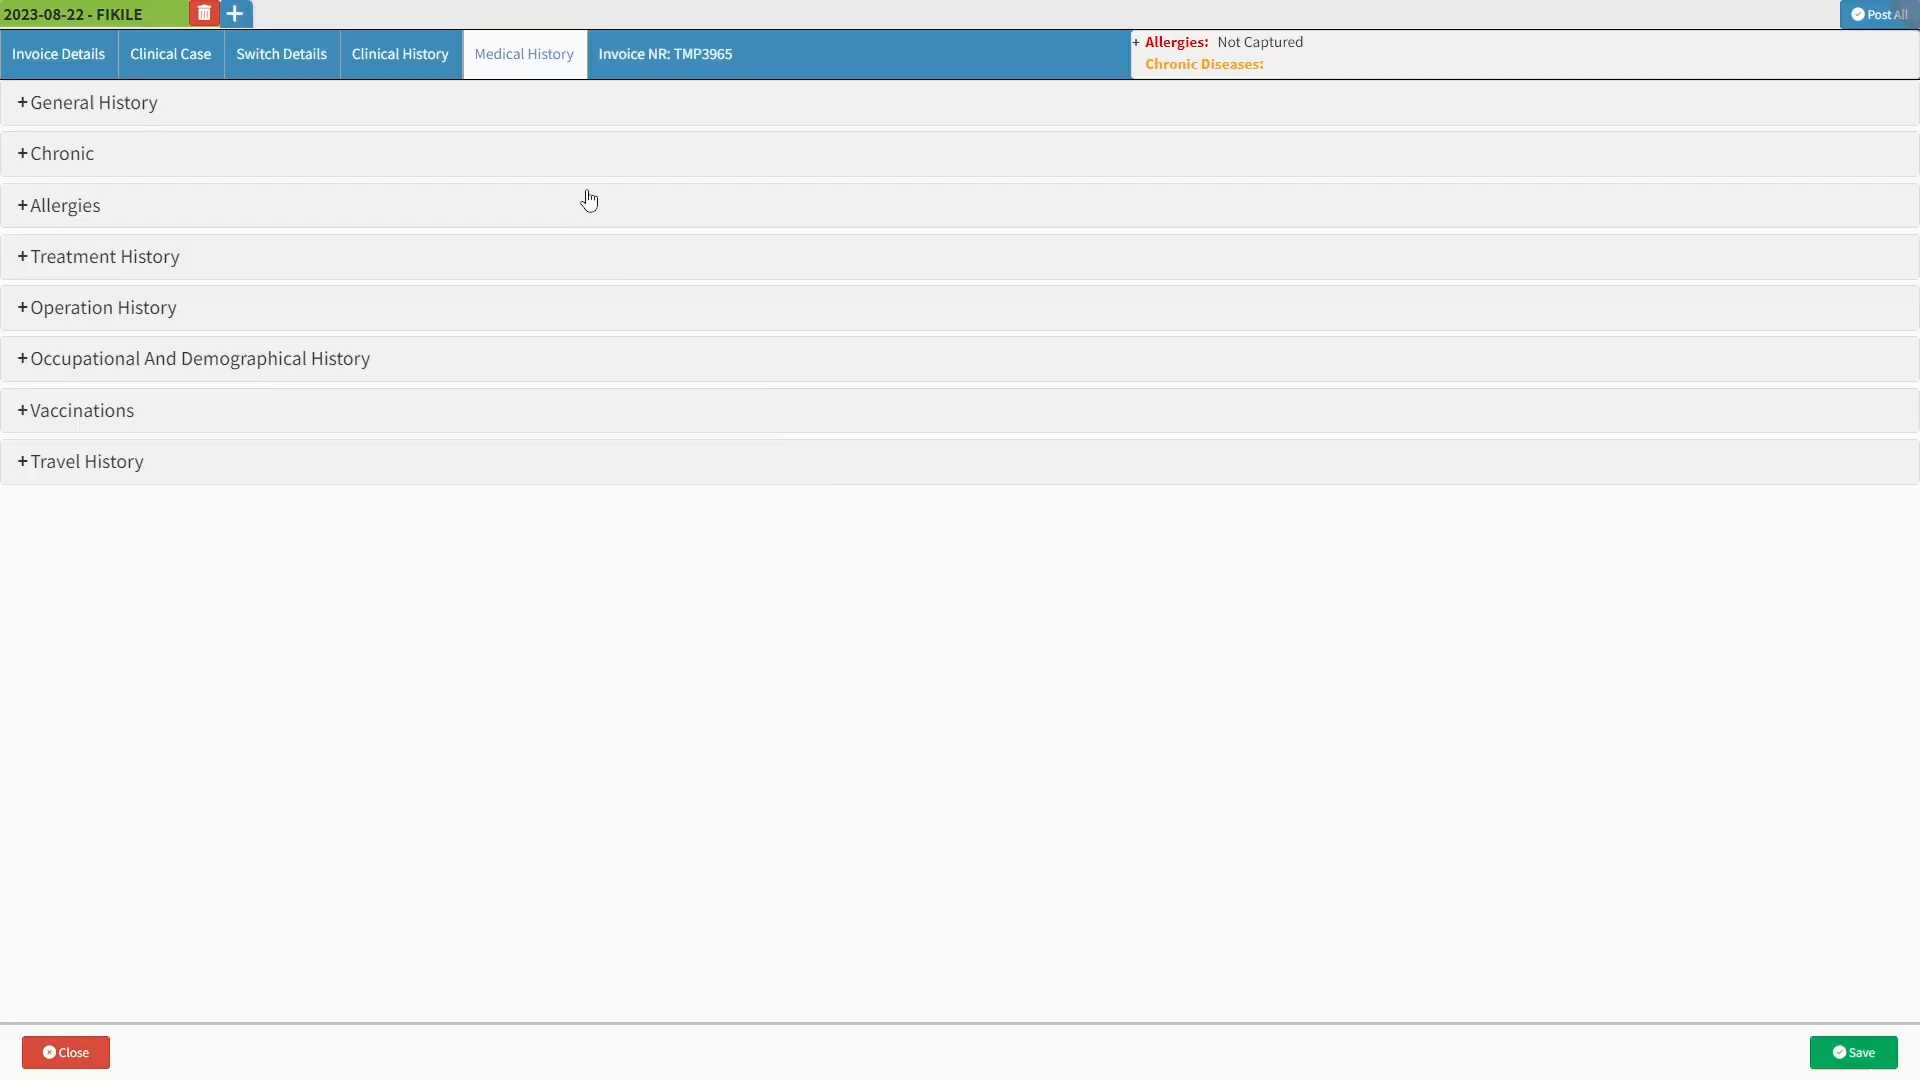 2023-08-22 - FIKILE
Post All
Invoice Details
Clinical Case
Switch Details
Clinical History
Medical History
Invoice NR: TMP3965
+ Allergies: Not Captured
Chronic Diseases:
+General History
+Chronic
+Allergies
+Treatment History
+Operation History
+Occupational And Demographical History
+Vaccinations
+Travel History
Close
Save